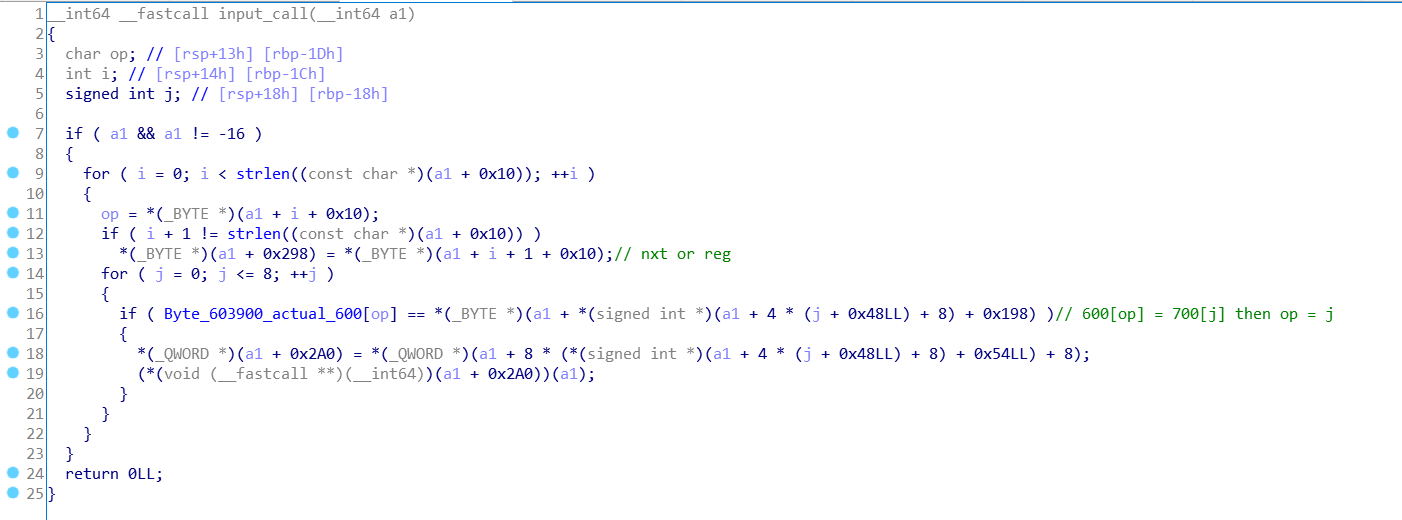 1 __int64 __fastcall input_call(__int64 a1)
2 {
3   char op; // [rsp+13h] [rbp-1Dh]
4   int i; // [rsp+14h] [rbp-1Ch]
5   signed int j; // [rsp+18h] [rbp-18h]
6
7   if ( a1 && a1 != -16 )
8   {
9     for ( i = 0; i < strlen((const char *)(a1 + 0x10)); ++i )
10     {
11       op = *(_BYTE *)(a1 + i + 0x10);
12       if ( i + 1 != strlen((const char *)(a1 + 0x10)) )
13         *(_BYTE *)(a1 + 0x298) = *(_BYTE *)(a1 + i + 1 + 0x10);// nxt or reg
14       for ( j = 0; j <= 8; ++j )
15       {
16         if ( Byte_603900_actual_600[op] == *(_BYTE *)(a1 + *(signed int *)(a1 + 4 * (j + 0x48LL) + 8) + 0x198) )// 600[op] = 700[j] then op = j
17         {
18           *(_QWORD *)(a1 + 0x2A0) = *(_QWORD *)(a1 + 8 * (*(signed int *)(a1 + 4 * (j + 0x48LL) + 8) + 0x54LL) + 8);
19           (*(void (__fastcall **)(__int64))(a1 + 0x2A0))(a1);
20         }
21       }
22     }
23   }
24   return 0LL;
25 }